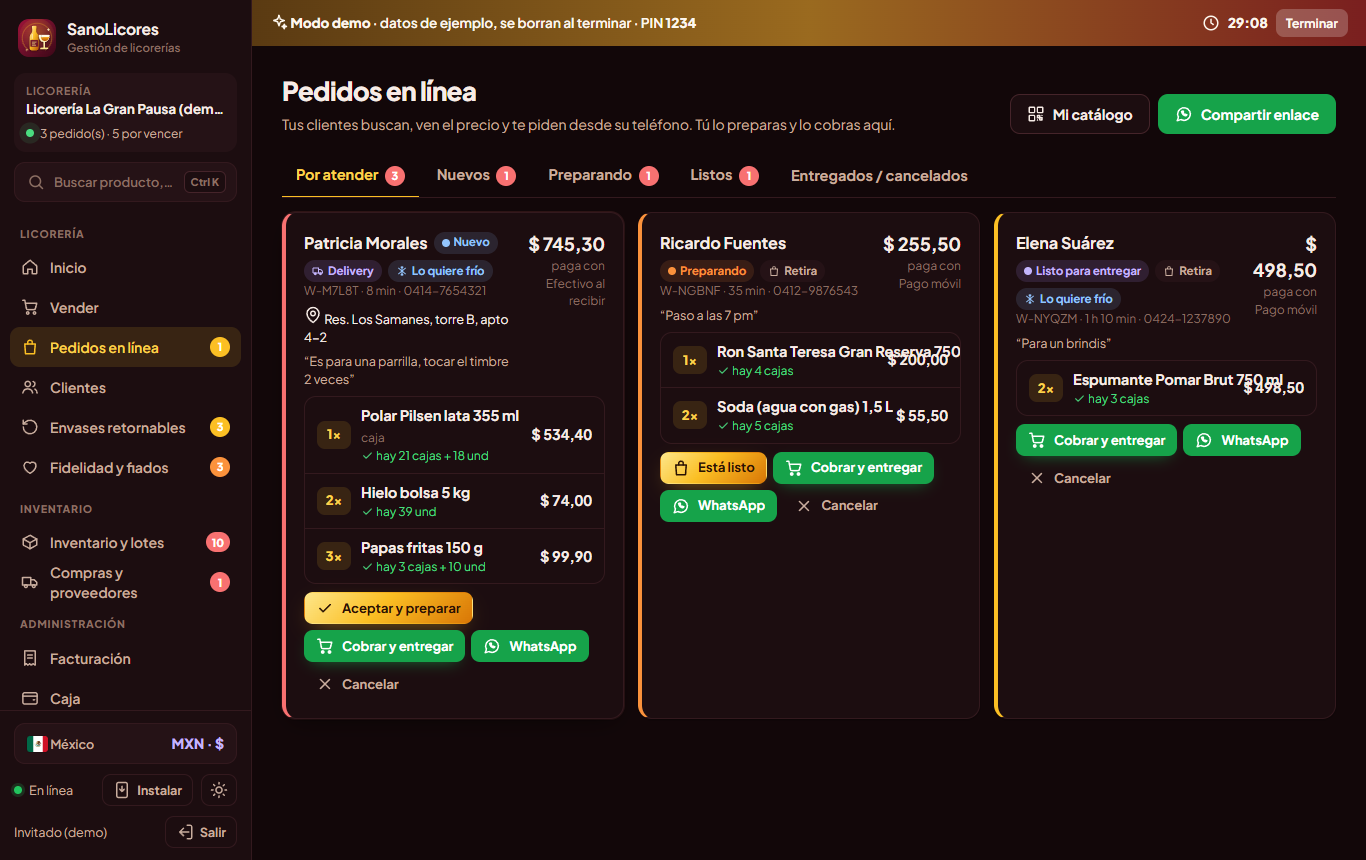 SanoLicores
Gestión de licorerías
LICORERÍA
Licorería La Gran Pausa (dem…
3 pedido(s) · 5 por vencer
Buscar producto,… Ctrl K
LICORERÍA
Inicio
Vender
Pedidos en línea 1
Clientes
Envases retornables 3
Fidelidad y fiados 3
INVENTARIO
Inventario y lotes 10
Compras y
proveedores 1
ADMINISTRACIÓN
Facturación
Caja
México MXN · $
En línea Instalar
Invitado (demo) Salir
Modo demo · datos de ejemplo, se borran al terminar · PIN 1234
29:08 Terminar
Pedidos en línea
Tus clientes buscan, ven el precio y te piden desde su teléfono. Tú lo preparas y lo cobras aquí.
Mi catálogo
Compartir enlace
Por atender 3 Nuevos 1 Preparando 1 Listos 1 Entregados / cancelados
Patricia Morales Nuevo
$ 745,30
Delivery Lo quiere frío
paga con
Efectivo al
recibir
W-M7L8T · 8 min · 0414-7654321
Res. Los Samanes, torre B, apto
4-2
“Es para una parrilla, tocar el timbre
2 veces”
1× Polar Pilsen lata 355 ml
caja
hay 21 cajas + 18 und
$ 534,40
2× Hielo bolsa 5 kg
hay 39 und
$ 74,00
3× Papas fritas 150 g
hay 3 cajas + 10 und
$ 99,90
Aceptar y preparar
Cobrar y entregar WhatsApp
Cancelar
Ricardo Fuentes
$ 255,50
Preparando Retira
paga con
Pago móvil
W-NGBNF · 35 min · 0412-9876543
“Paso a las 7 pm”
1× Ron Santa Teresa Gran Reserva 750
hay 4 cajas
$ 200,00
2× Soda (agua con gas) 1,5 L
hay 5 cajas
$ 55,50
Está listo Cobrar y entregar
WhatsApp Cancelar
Elena Suárez
$
498,50
Listo para entregar Retira
Lo quiere frío
paga con
Pago móvil
W-NYQZM · 1 h 10 min · 0424-1237890
“Para un brindis”
2× Espumante Pomar Brut 750 ml
hay 3 cajas
$ 498,50
Cobrar y entregar WhatsApp
Cancelar